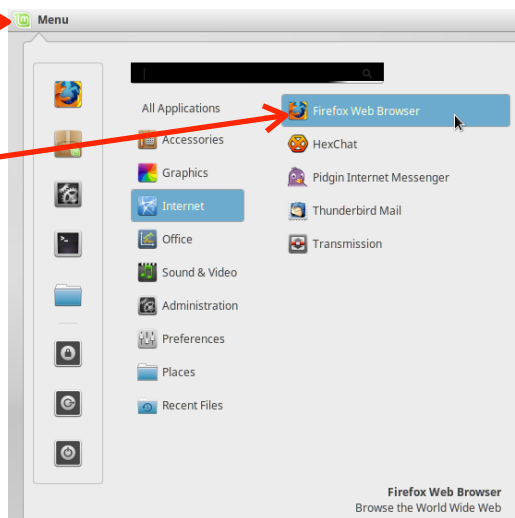 Menu
All Applications
Accessories
Graphics
Internet
Office
Sound & Video
Administration
Preferences
Places
Recent Files
Firefox Web Browser
HexChat
Pidgin Internet Messenger
Thunderbird Mail
Transmission
Firefox Web Browser
Browse the World Wide Web